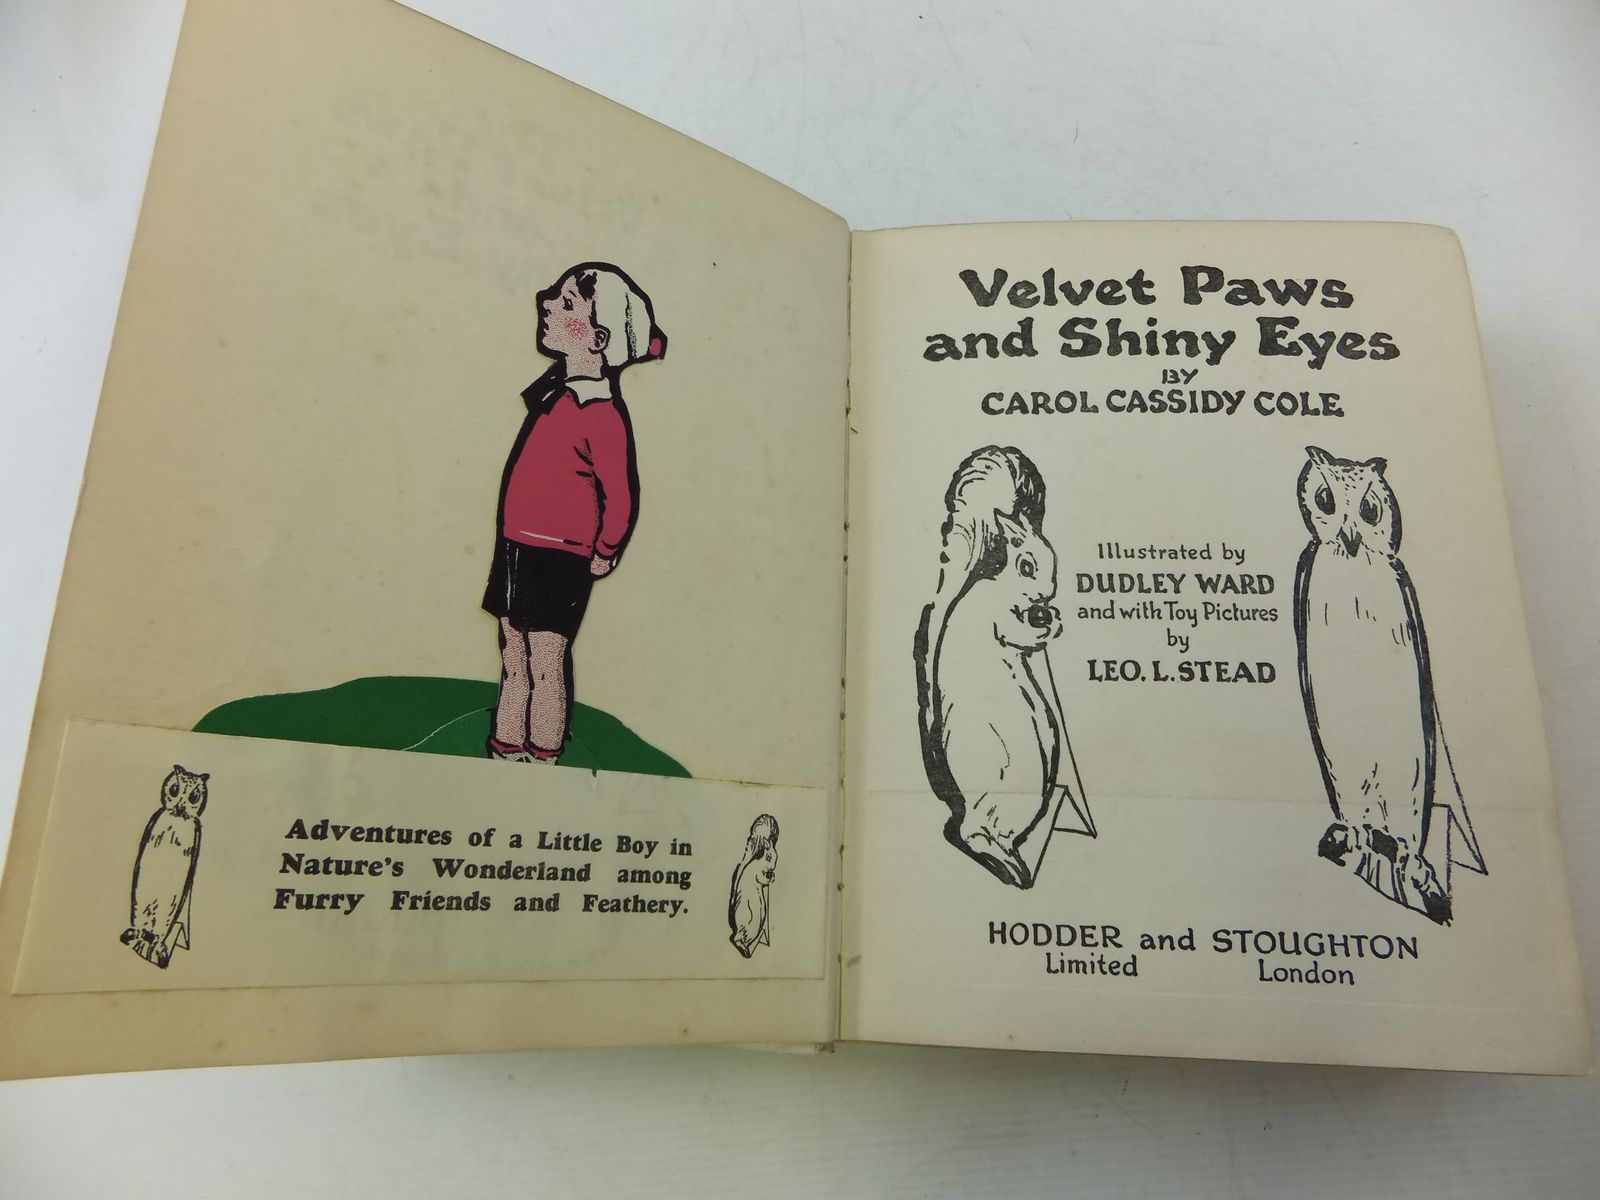 Adventures of a Little Boy in
Nature's Wonderland among
Furry Friends and Feathery.
Velvet Paws
and Shiny Eyes
BY
CAROL CASSIDY COLE
Illustrated by
DUDLEY WARD
and with Toy Pictures
by
LEO. L. STEAD
HODDER and STOUGHTON
Limited London